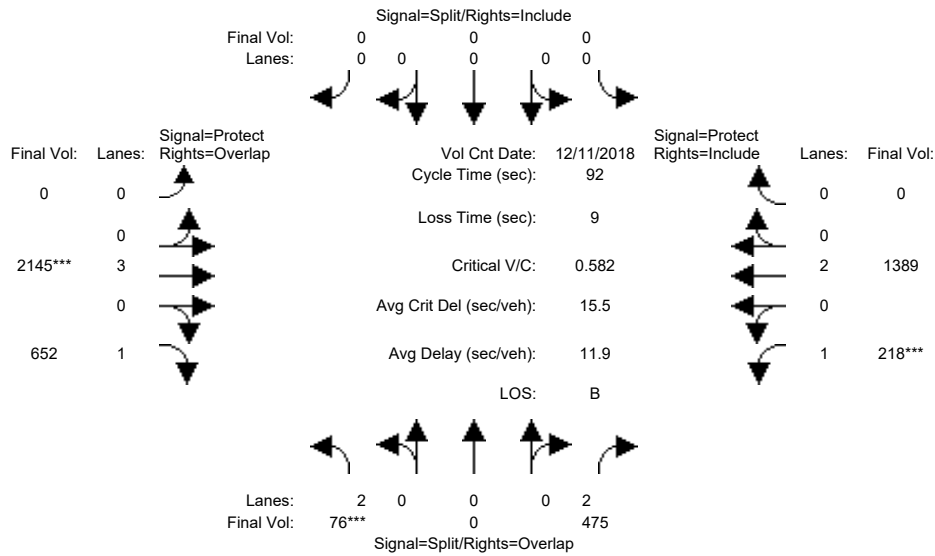 Signal=Split/Rights=Include
Final Vol: 0 0 0
Lanes: 0 0 0 0 0
Signal=Protect
Final Vol: Lanes: Rights=Overlap
Vol Cnt Date: 12/11/2018
Signal=Protect
Rights=Include Lanes: Final Vol:
Cycle Time (sec): 92
0 0
0 0
Loss Time (sec): 9
0
0
2145*** 3
Critical V/C: 0.582
2 1389
0
Avg Crit Del (sec/veh): 15.5
0
652 1
Avg Delay (sec/veh): 11.9
1 218***
LOS: B
Lanes: 2 0 0 0 2
Final Vol: 76*** 0 475
Signal=Split/Rights=Overlap